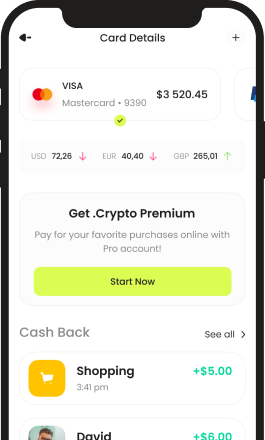 Card Details
VISA
Mastercard • 9390
$3 520.45
USD 72,26 EUR 40,40 GBP 265,01
Get .Crypto Premium
Pay for your favorite purchases online with
Pro account!
Start Now
Cash Back
See all
Shopping
+$5.00
3:41 pm
David
+$6.00